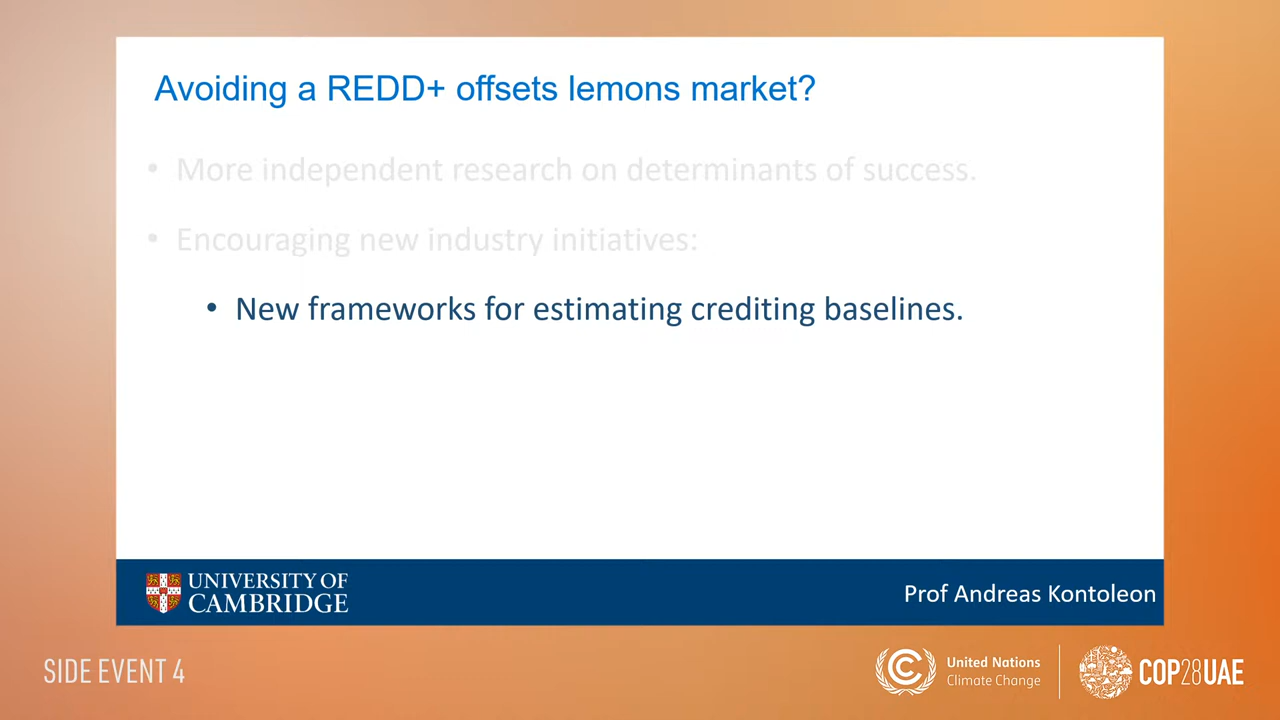 Avoiding a REDD+ offsets lemons market?
• More independent research on determinants of success.
• Encouraging new industry initiatives:
• New frameworks for estimating crediting baselines.
UNIVERSITY OF
CAMBRIDGE
Prof Andreas Kontoleon
SIDE EVENT 4
United Nations
Climate Change
COP28UAE